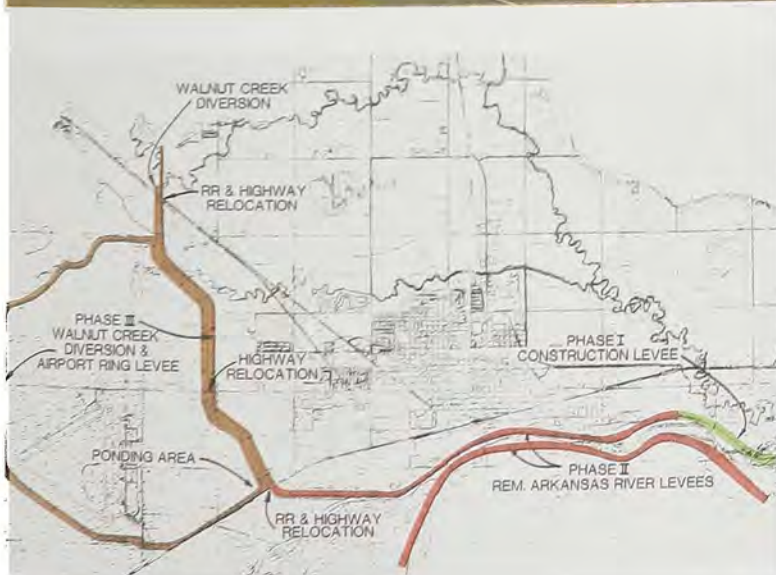 WALNUT CREEK
DIVERSION
RR & HIGHWAY
RELOCATION
PHASE III
WALNUT CREEK
DIVERSION &
AIRPORT RING LEVEE
HIGHWAY
RELOCATION
PHASE I
CONSTRUCTION LEVEE
PONDING AREA
PHASE II
REM. ARKANSAS RIVER LEVEES
RR & HIGHWAY
RELOCATION